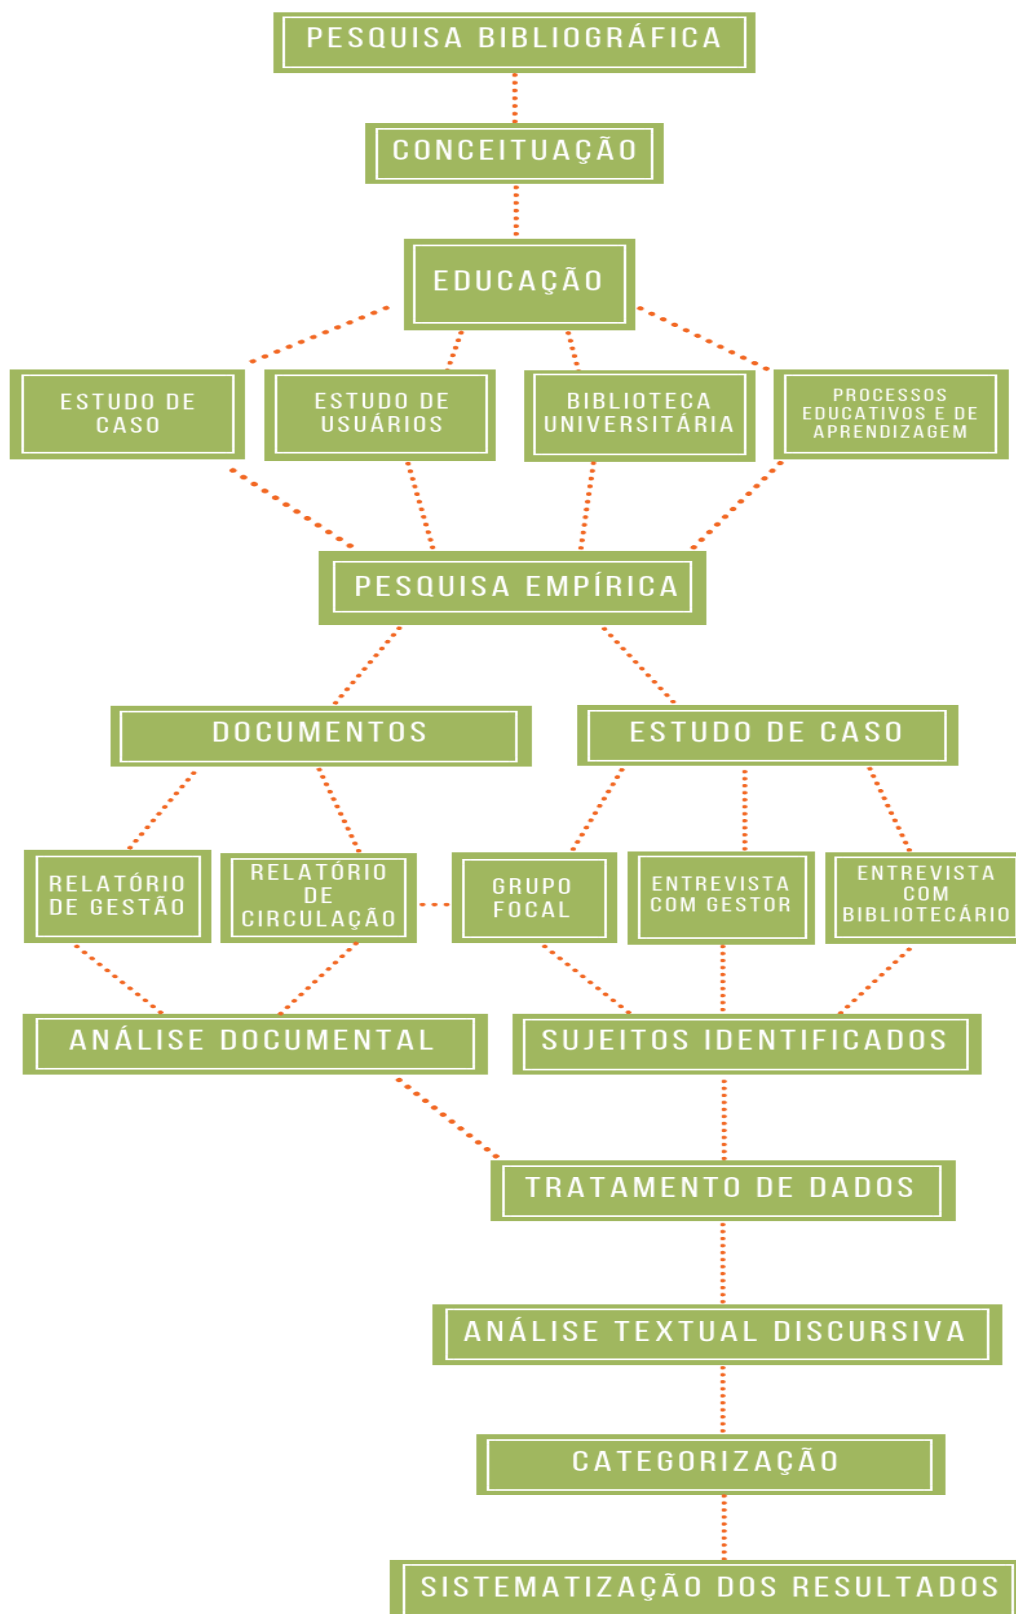 PESQUISA BIBLIOGRÁFICA
CONCEITUAÇÃO
EDUCAÇÃO
ESTUDO DE
CASO
ESTUDO DE
USUÁRIOS
BIBLIOTECA
UNIVERSITÁRIA
PROCESSOS
EDUCATIVOS E DE
APRENDIZAGEM
PESQUISA EMPÍRICA
DOCUMENTOS
ESTUDO DE CASO
RELATÓRIO
DE GESTÃO
RELATÓRIO
DE
CIRCULAÇÃO
GRUPO
FOCAL
ENTREVISTA
COM GESTOR
ENTREVISTA
COM
BIBLIOTECÁRIO
ANÁLISE DOCUMENTAL
SUJEITOS IDENTIFICADOS
TRATAMENTO DE DADOS
ANÁLISE TEXTUAL DISCURSIVA
CATEGORIZAÇÃO
SISTEMATIZAÇÃO DOS RESULTADOS